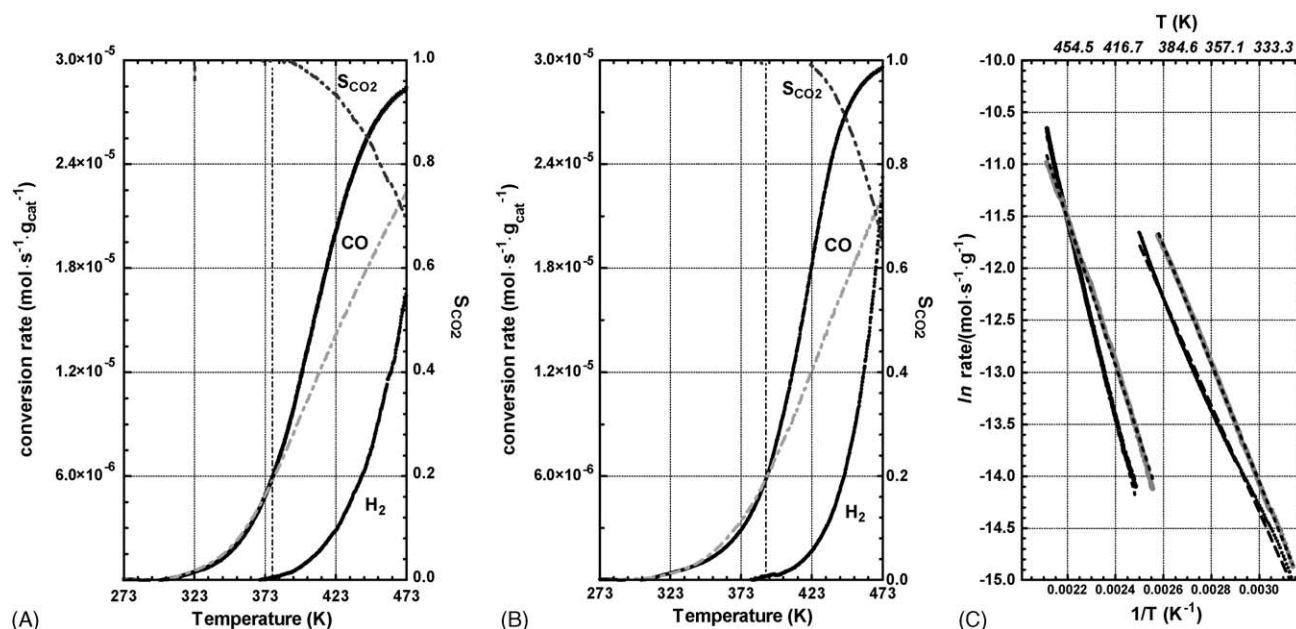 3.0×10⁻⁵
2.4×10⁻⁵
1.8×10⁻⁵
1.2×10⁻⁵
6.0×10⁻⁶
conversion rate (mol·s⁻¹·g_cat⁻¹)
S_CO2
CO
H₂
1.0
0.8
0.6
0.4
0.2
0.0
S_CO2
273 323 373 423 473
Temperature (K)
(A)
3.0×10⁻⁵
2.4×10⁻⁵
1.8×10⁻⁵
1.2×10⁻⁵
6.0×10⁻⁶
conversion rate (mol·s⁻¹·g_cat⁻¹)
S_CO2
CO
H₂
1.0
0.8
0.6
0.4
0.2
0.0
S_CO2
273 323 373 423 473
Temperature (K)
(B)
T (K)
454.5 416.7 384.6 357.1 333.3
-10.0
-10.5
-11.0
-11.5
-12.0
-12.5
-13.0
-13.5
-14.0
-14.5
-15.0
ln rate/(mol·s⁻¹·g⁻¹)
0.0022 0.0024 0.0026 0.0028 0.0030
1/T (K⁻¹)
(C)